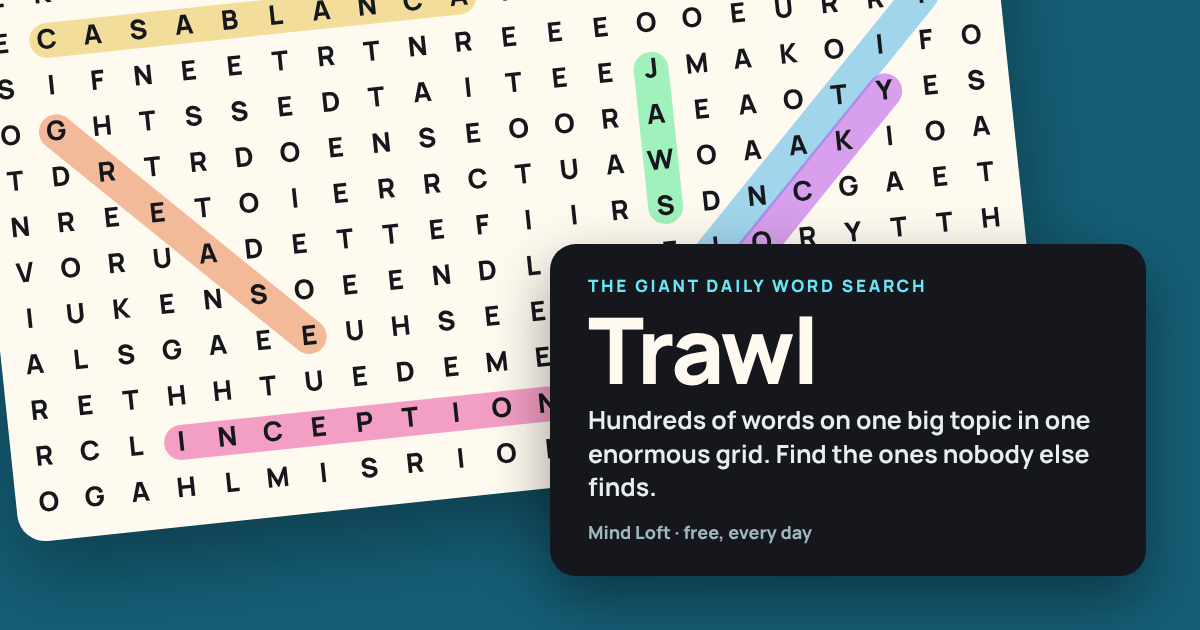 E C A S A B L A N C A
S I F N E E T R T N R E E E O O E U R R
O G H T S S E D T A I T E E J M A K O I F O
T D R T R D O E N S E O O R A E A O T Y E S
N R E E T O I E R R C T U A W O A A K I O A
V O R U A D E T T E F I I R S D N C G A E T
I U K E N S O E E N D L O R Y T T H
A L S G A E E U H S E E
R E T H H T U E D E M E
R C L I N C E P T I O N
O G A H L M I S R I O
THE GIANT DAILY WORD SEARCH
Trawl
Hundreds of words on one big topic in one
enormous grid. Find the ones nobody else
finds.
Mind Loft · free, every day